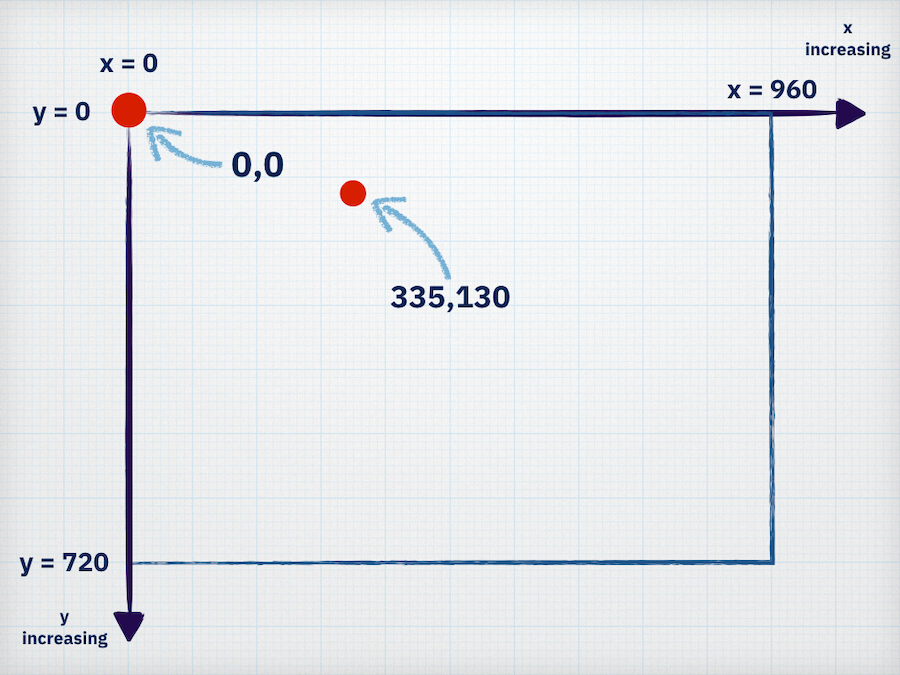 x
increasing
x = 0
x = 960
y = 0
0,0
335,130
y = 720
y
increasing